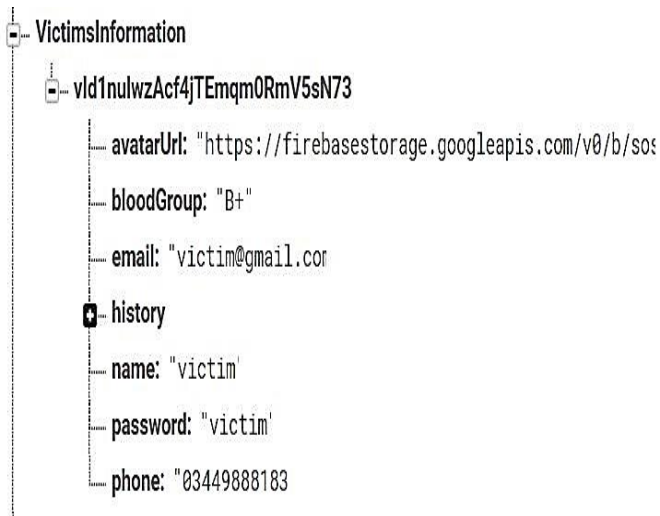 VictimsInformation
vld1nulwzAcf4jTEmqm0RmV5sN73
avatarUrl: "https://firebasestorage.googleapis.com/v0/b/sos
bloodGroup: "B+"
email: "victim@gmail.com
history
name: "victim'
password: "victim'
phone: "03449888183